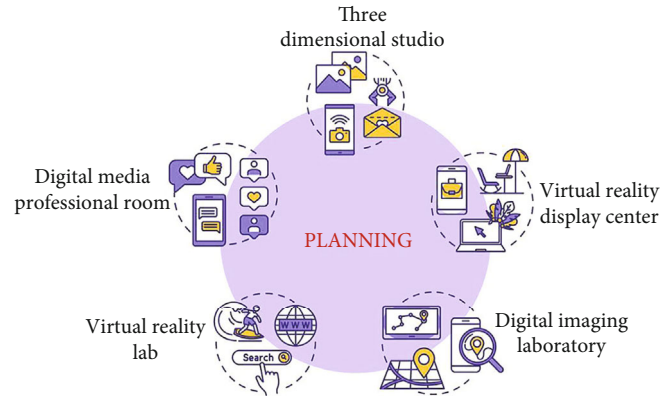 Three
dimensional studio
Digital media
professional room
Virtual reality
display center
PLANNING
Virtual reality
lab
WWW
Search
Digital imaging
laboratory